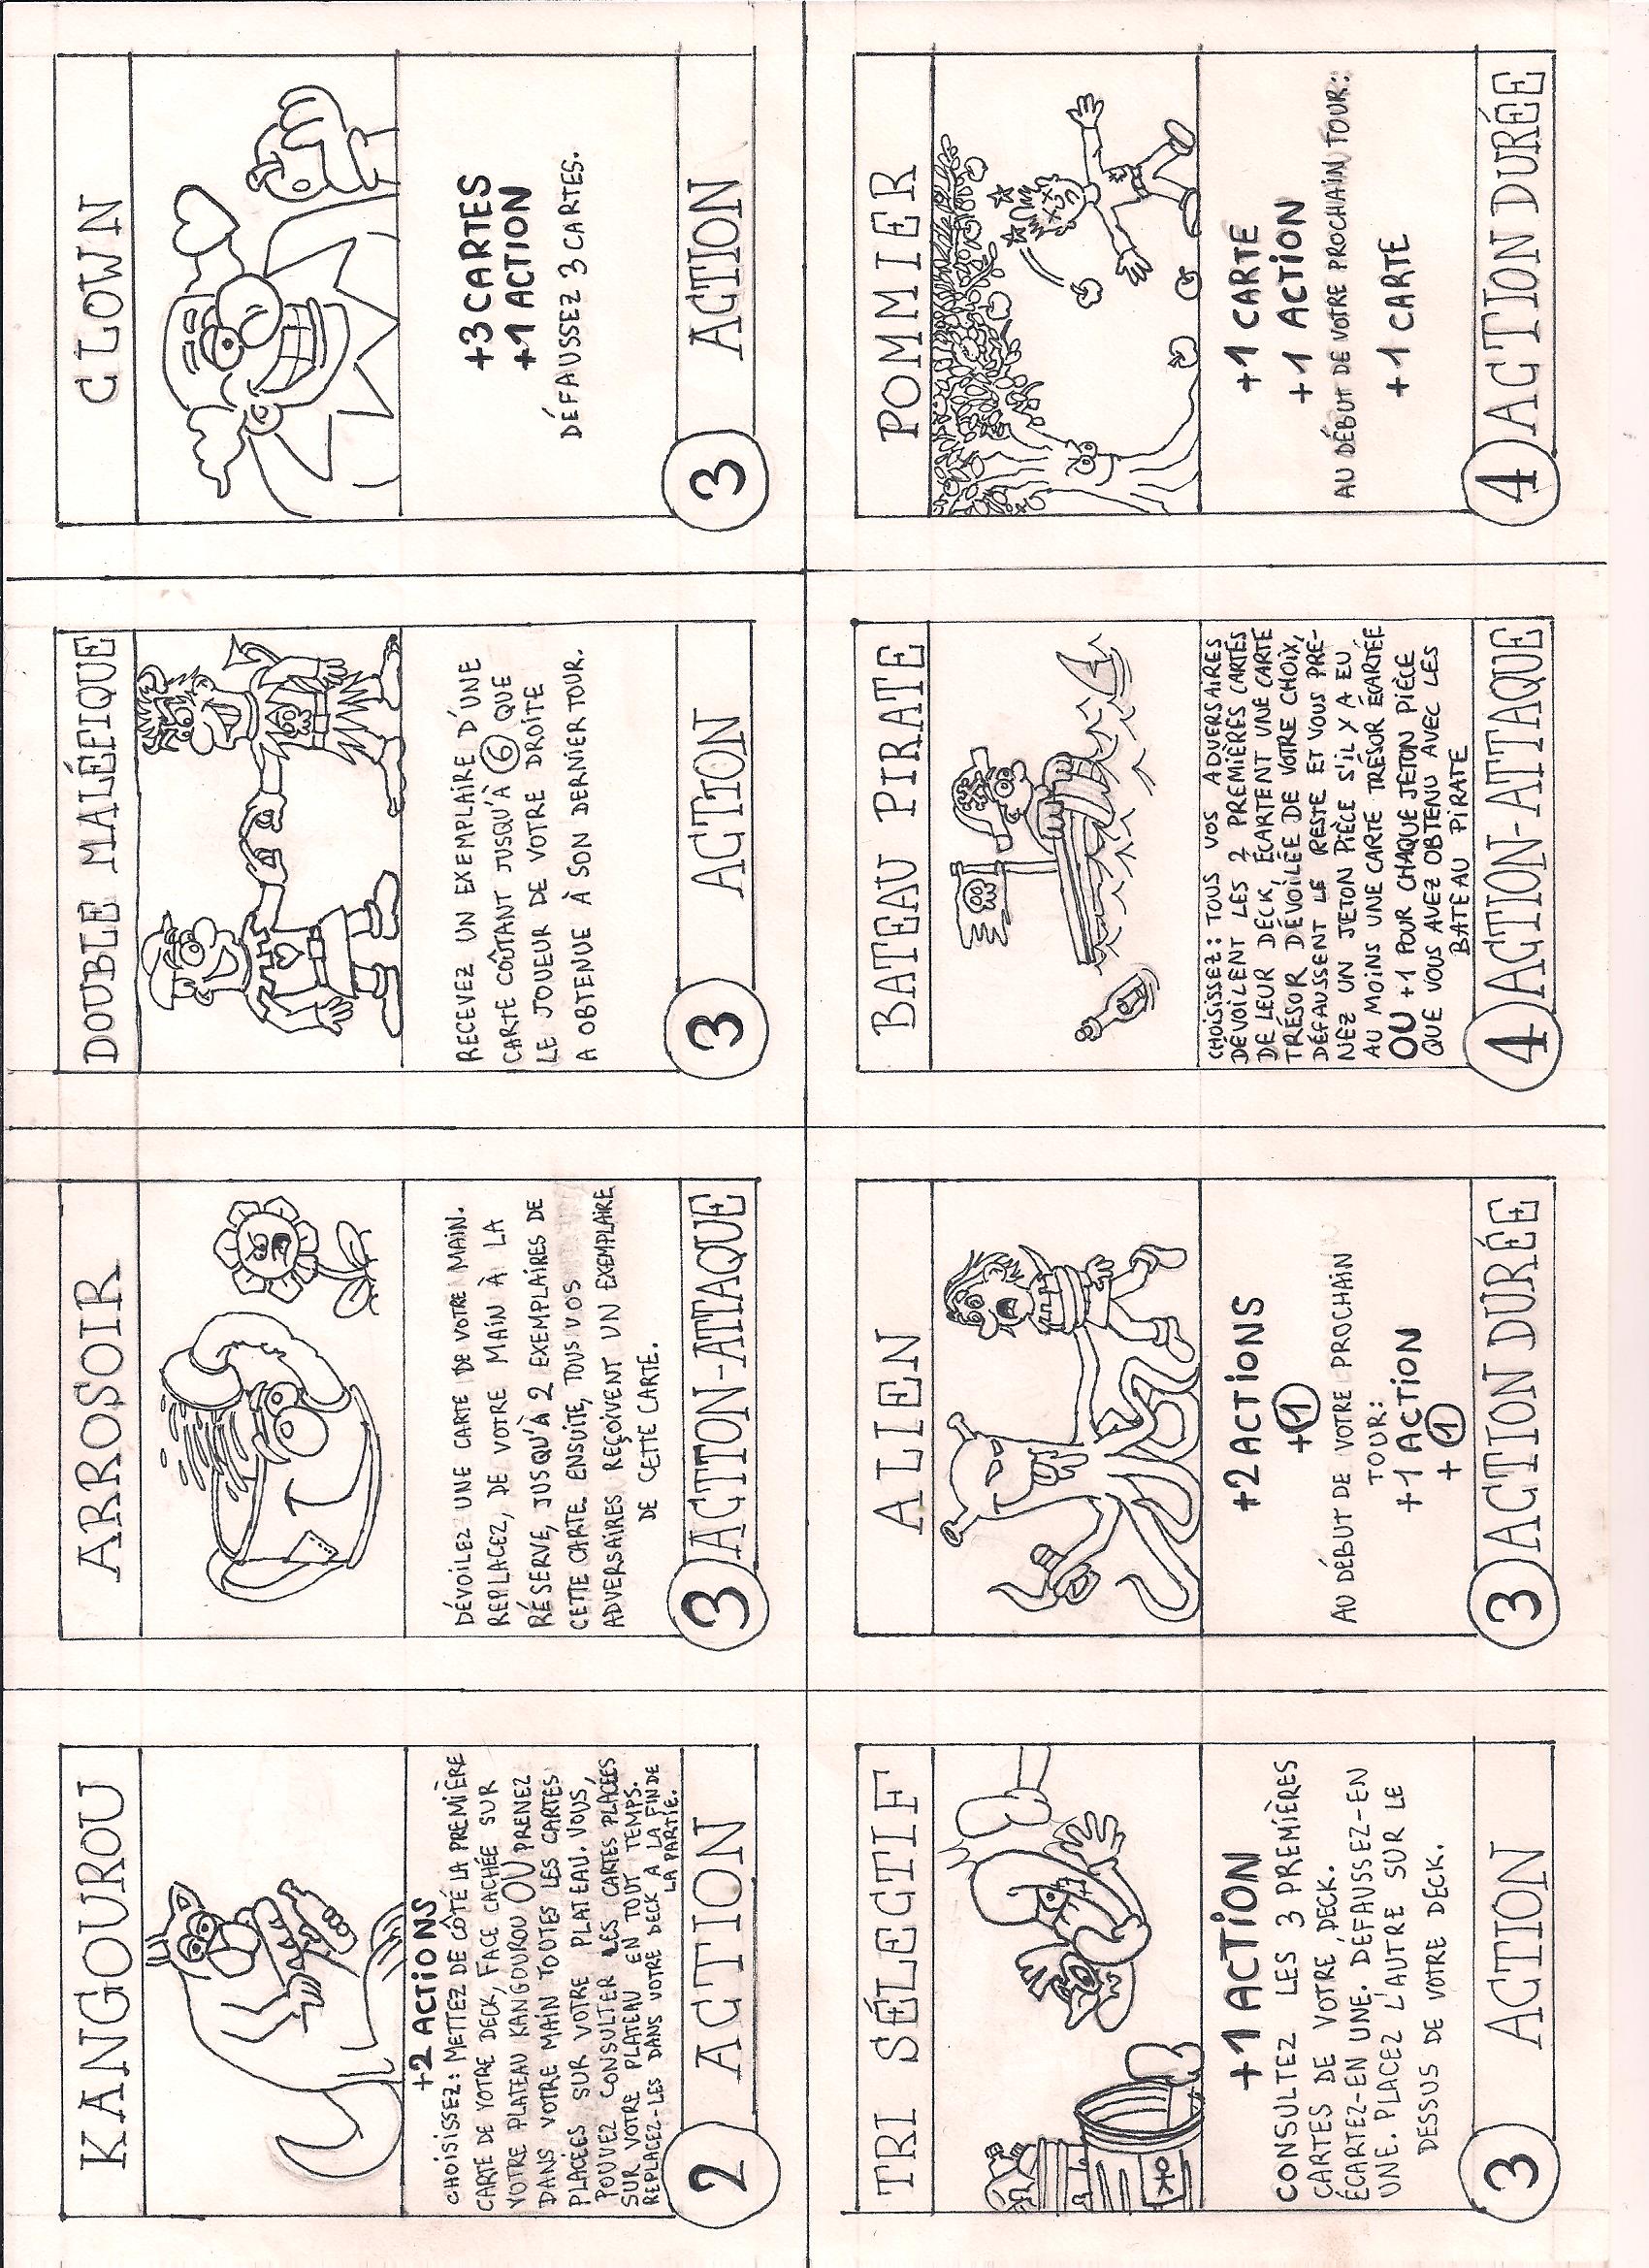 KANGOUROU
+2 ACTIONS
CHOISISSEZ: METTEZ DE CÔTÉ LA PREMIÈRE
CARTE DE VOTRE DECK, FACE CACHÉE SUR
VOTRE PLATEAU KANGOUROU OU PRENEZ
DANS VOTRE MAIN TOUTES LES CARTES
PLACÉES SUR VOTRE PLATEAU. VOUS
POUVEZ CONSULTER LES CARTES PLACÉES
SUR VOTRE PLATEAU EN TOUT TEMPS.
REPLACEZ-LES DANS VOTRE DECK A LA FIN DE
LA PARTIE.
2
ACTION
ARROSOIR
DÉVOILEZ UNE CARTE DE VOTRE MAIN.
REPLACEZ, DE VOTRE MAIN À LA
RÉSERVE, JUSQU'À 2 EXEMPLAIRES DE
CETTE CARTE. ENSUITE, TOUS VOS
ADVERSAIRES REÇOIVENT UN EXEMPLAIRE
DE CETTE CARTE.
3
ACTION-ATTAQUE
DOUBLE MALÉFIQUE
RECEVEZ UN EXEMPLAIRE D'UNE
CARTE COÛTANT JUSQU'À 6 QUE
LE JOUEUR DE VOTRE DROITE
A OBTENUE À SON DERNIER TOUR.
3
ACTION
CLOWN
+3 CARTES
+1 ACTION
DÉFAUSSEZ 3 CARTES.
3
ACTION
TRI SÉLECTIF
+1 ACTION
CONSULTEZ LES 3 PREMIÈRES
CARTES DE VOTRE DECK.
ÉCARTEZ-EN UNE. DEFAUSSEZ-EN
UNE. PLACEZ L'AUTRE SUR LE
DESSUS DE VOTRE DECK.
3
ACTION
ALIEN
+2 ACTIONS
+1
AU DÉBUT DE VOTRE PROCHAIN
TOUR:
+1 ACTION
+1
3
ACTION DURÉE
BATEAU PIRATE
CHOISISSEZ: TOUS VOS ADVERSAIRES
DÉVOILENT LES 2 PREMIÈRES CARTES
DE LEUR DECK, ÉCARTENT UNE CARTE
TRÉSOR DÉVOILÉE DE VOTRE CHOIX,
DÉFAUSSENT LE RESTE ET VOUS PRE-
NEZ UN JETON PIÈCE S'IL Y A EU
AU MOINS UNE CARTE TRÉSOR ÉCARTÉE
OU +1 POUR CHAQUE JETON PIÈCE
QUE VOUS AVEZ OBTENU AVEC LES
BATEAU PIRATE
4
ACTION-ATTAQUE
POMMIER
+1 CARTE
+1 ACTION
AU DÉBUT DE VOTRE PROCHAIN TOUR:
+1 CARTE
4
ACTION DURÉE